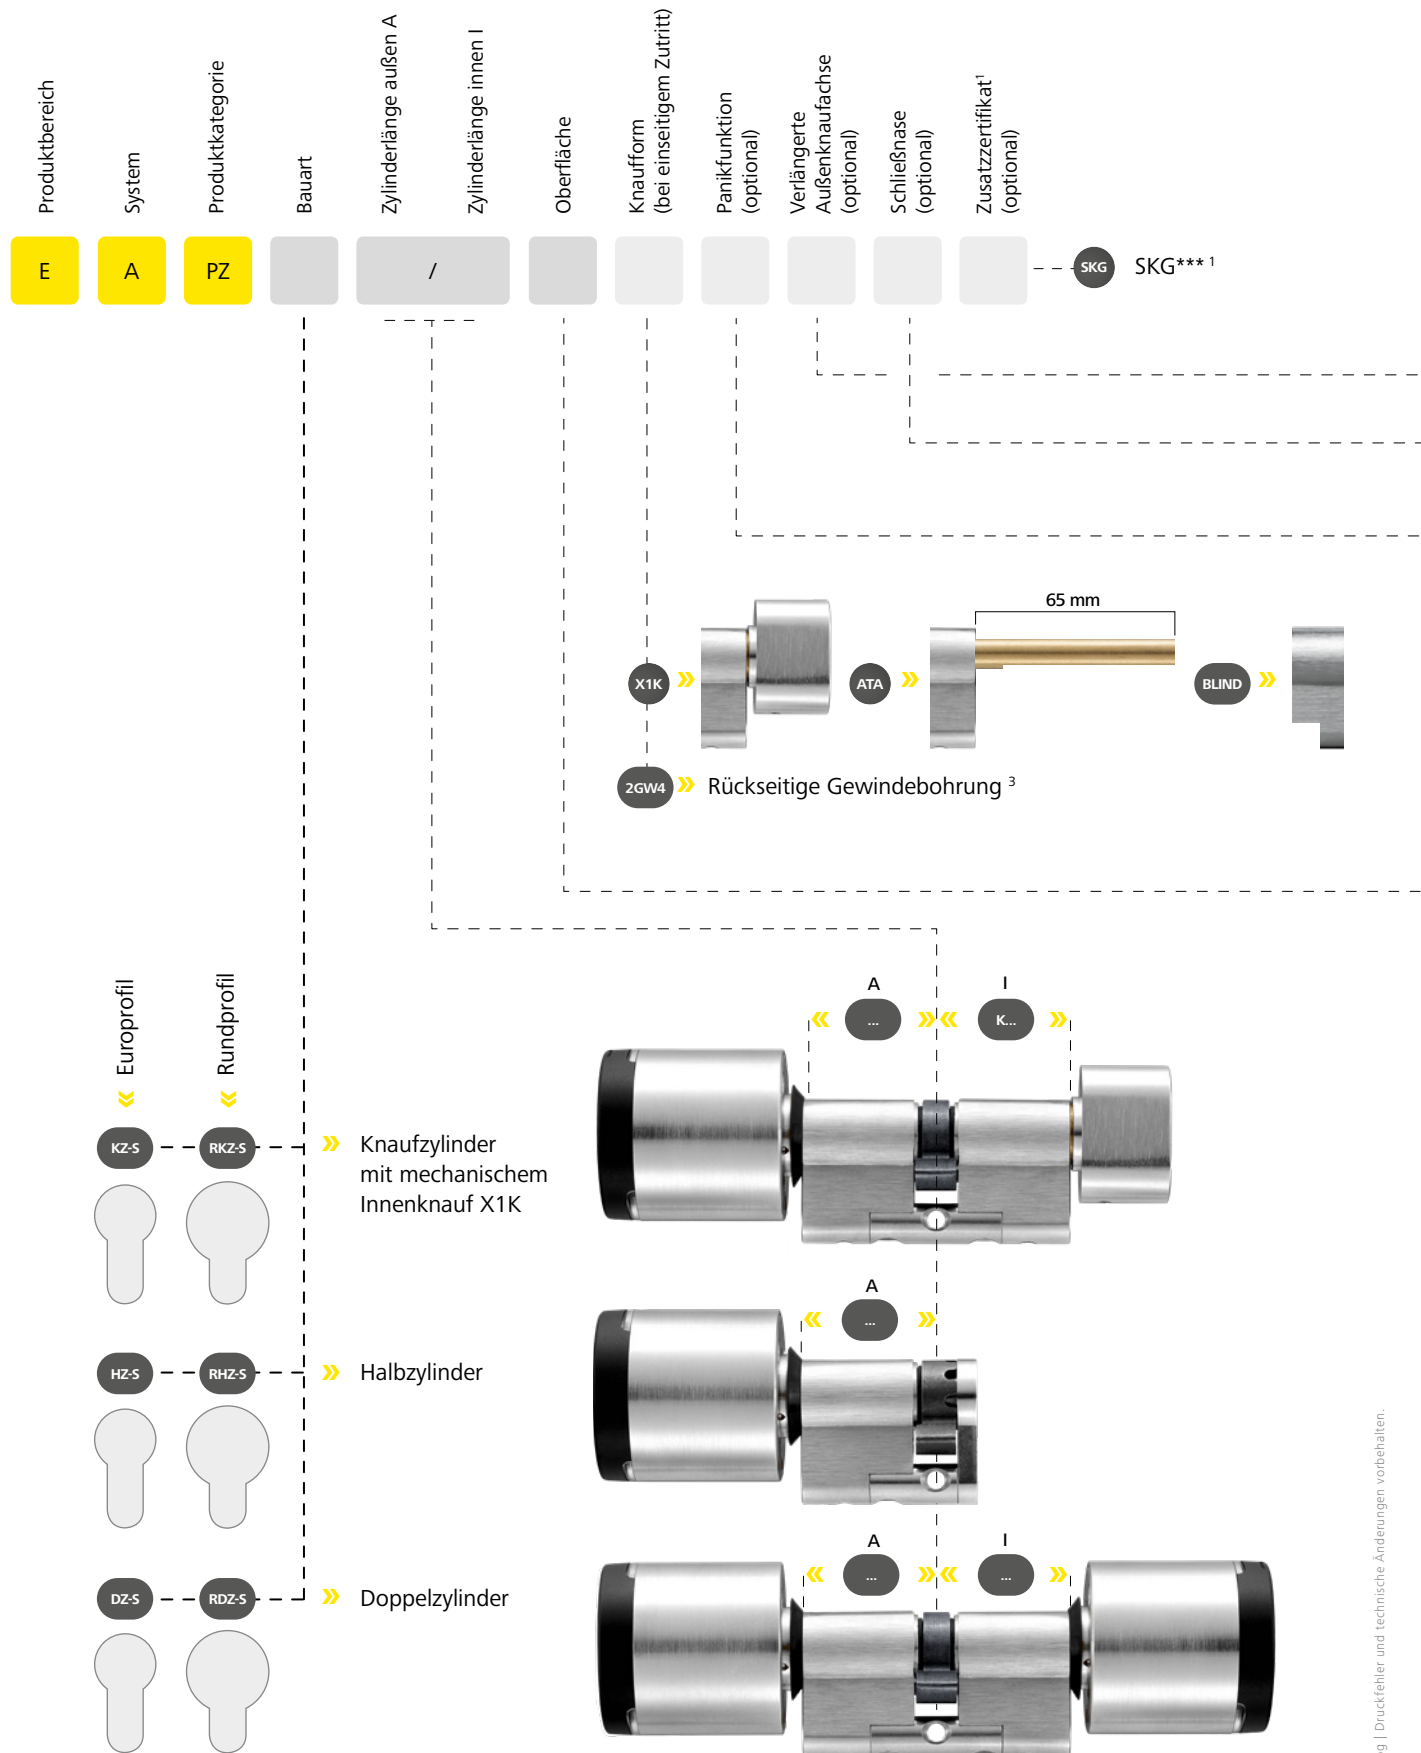 Produktbereich
System
Produktkategorie
Bauart
Zylinderlänge außen A
Zylinderlänge innen I
Oberfläche
Knaufform
(bei einseitigem Zutritt)
Panikfunktion
(optional)
Verlängerte
Außenknaufachse
(optional)
Schließnase
(optional)
Zusatzzertifikat¹
(optional)
E
A
PZ
/
SKG
SKG*** ¹
65 mm
X1K
ATA
BLIND
2GW4
Rückseitige Gewindebohrung ³
Europrofil
Rundprofil
A
I
...
K...
KZ-S
RKZ-S
Knaufzylinder
mit mechanischem
Innenknauf X1K
A
...
HZ-S
RHZ-S
Halbzylinder
A
I
...
...
DZ-S
RDZ-S
Doppelzylinder
g | Druckfehler und technische Änderungen vorbehalten.